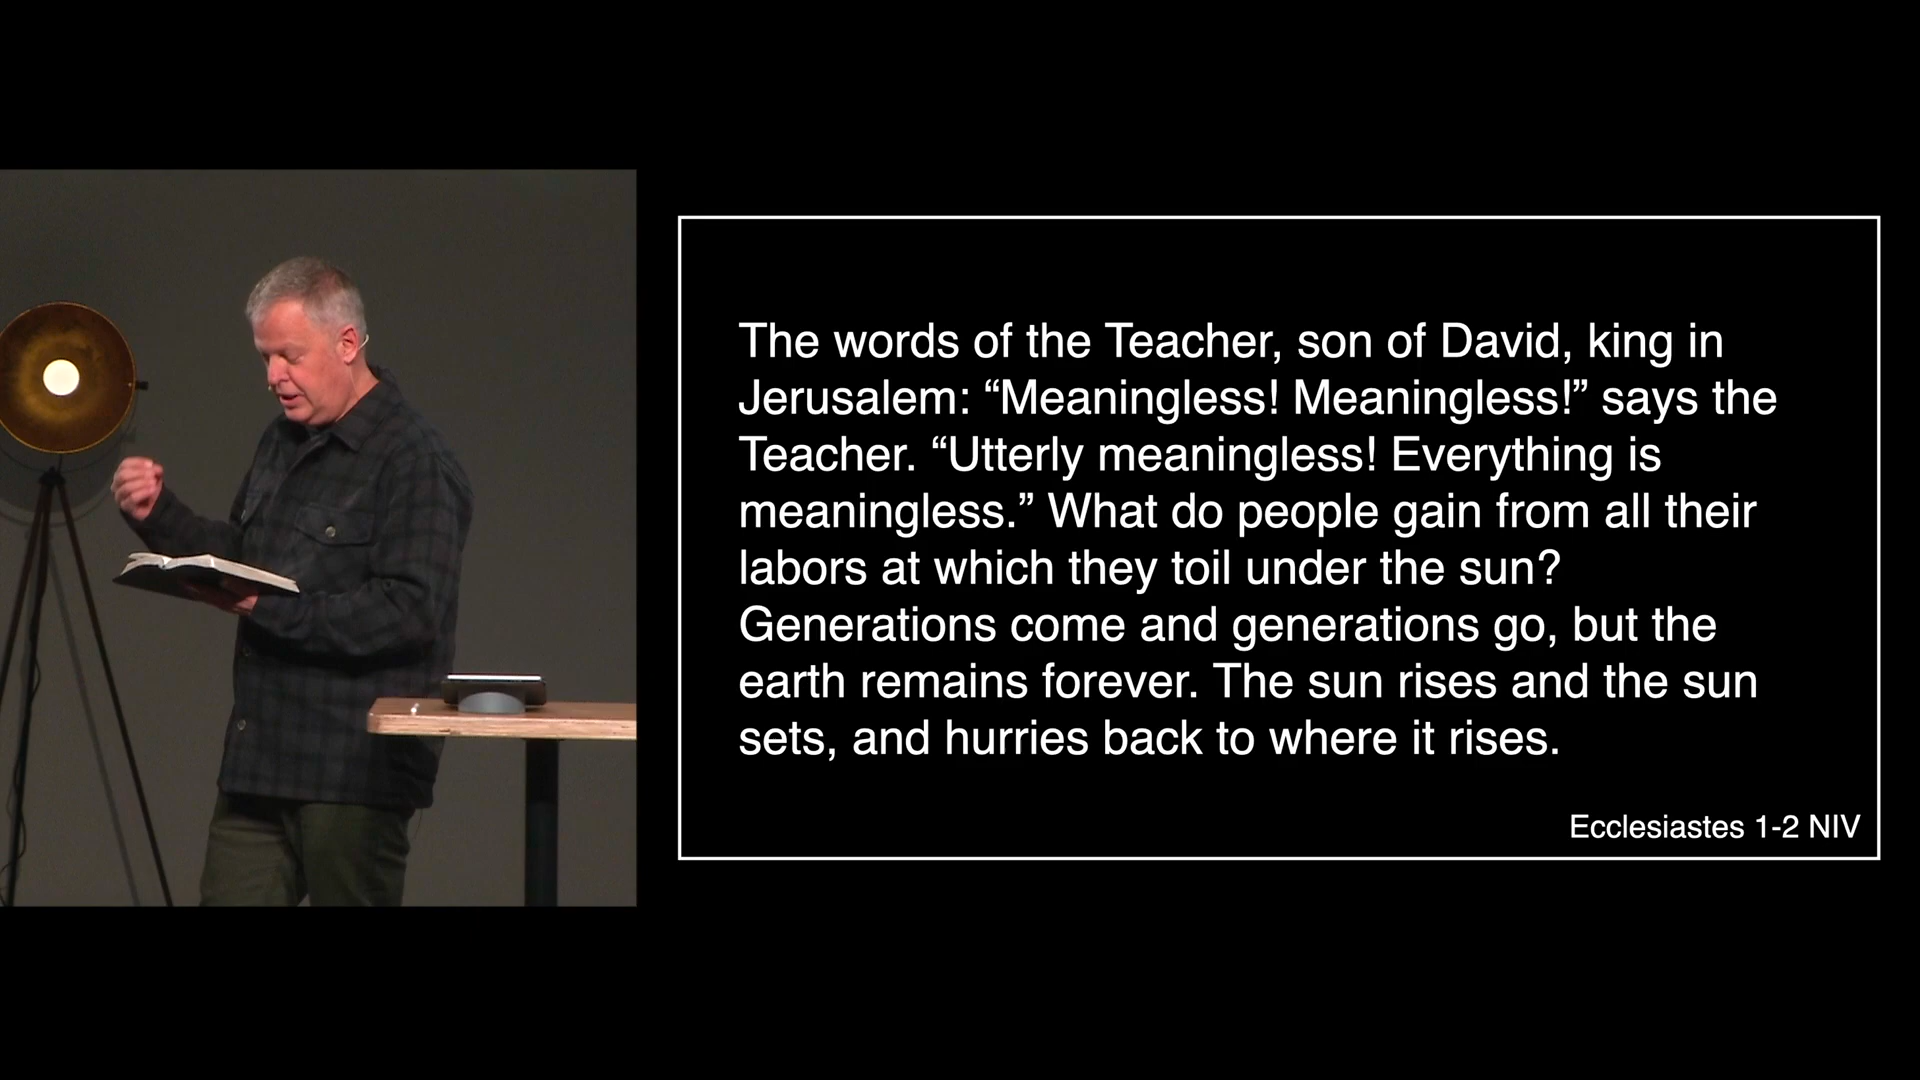 The words of the Teacher, son of David, king in
Jerusalem: “Meaningless! Meaningless!” says the
Teacher. “Utterly meaningless! Everything is
meaningless.” What do people gain from all their
labors at which they toil under the sun?
Generations come and generations go, but the
earth remains forever. The sun rises and the sun
sets, and hurries back to where it rises.
Ecclesiastes 1-2 NIV